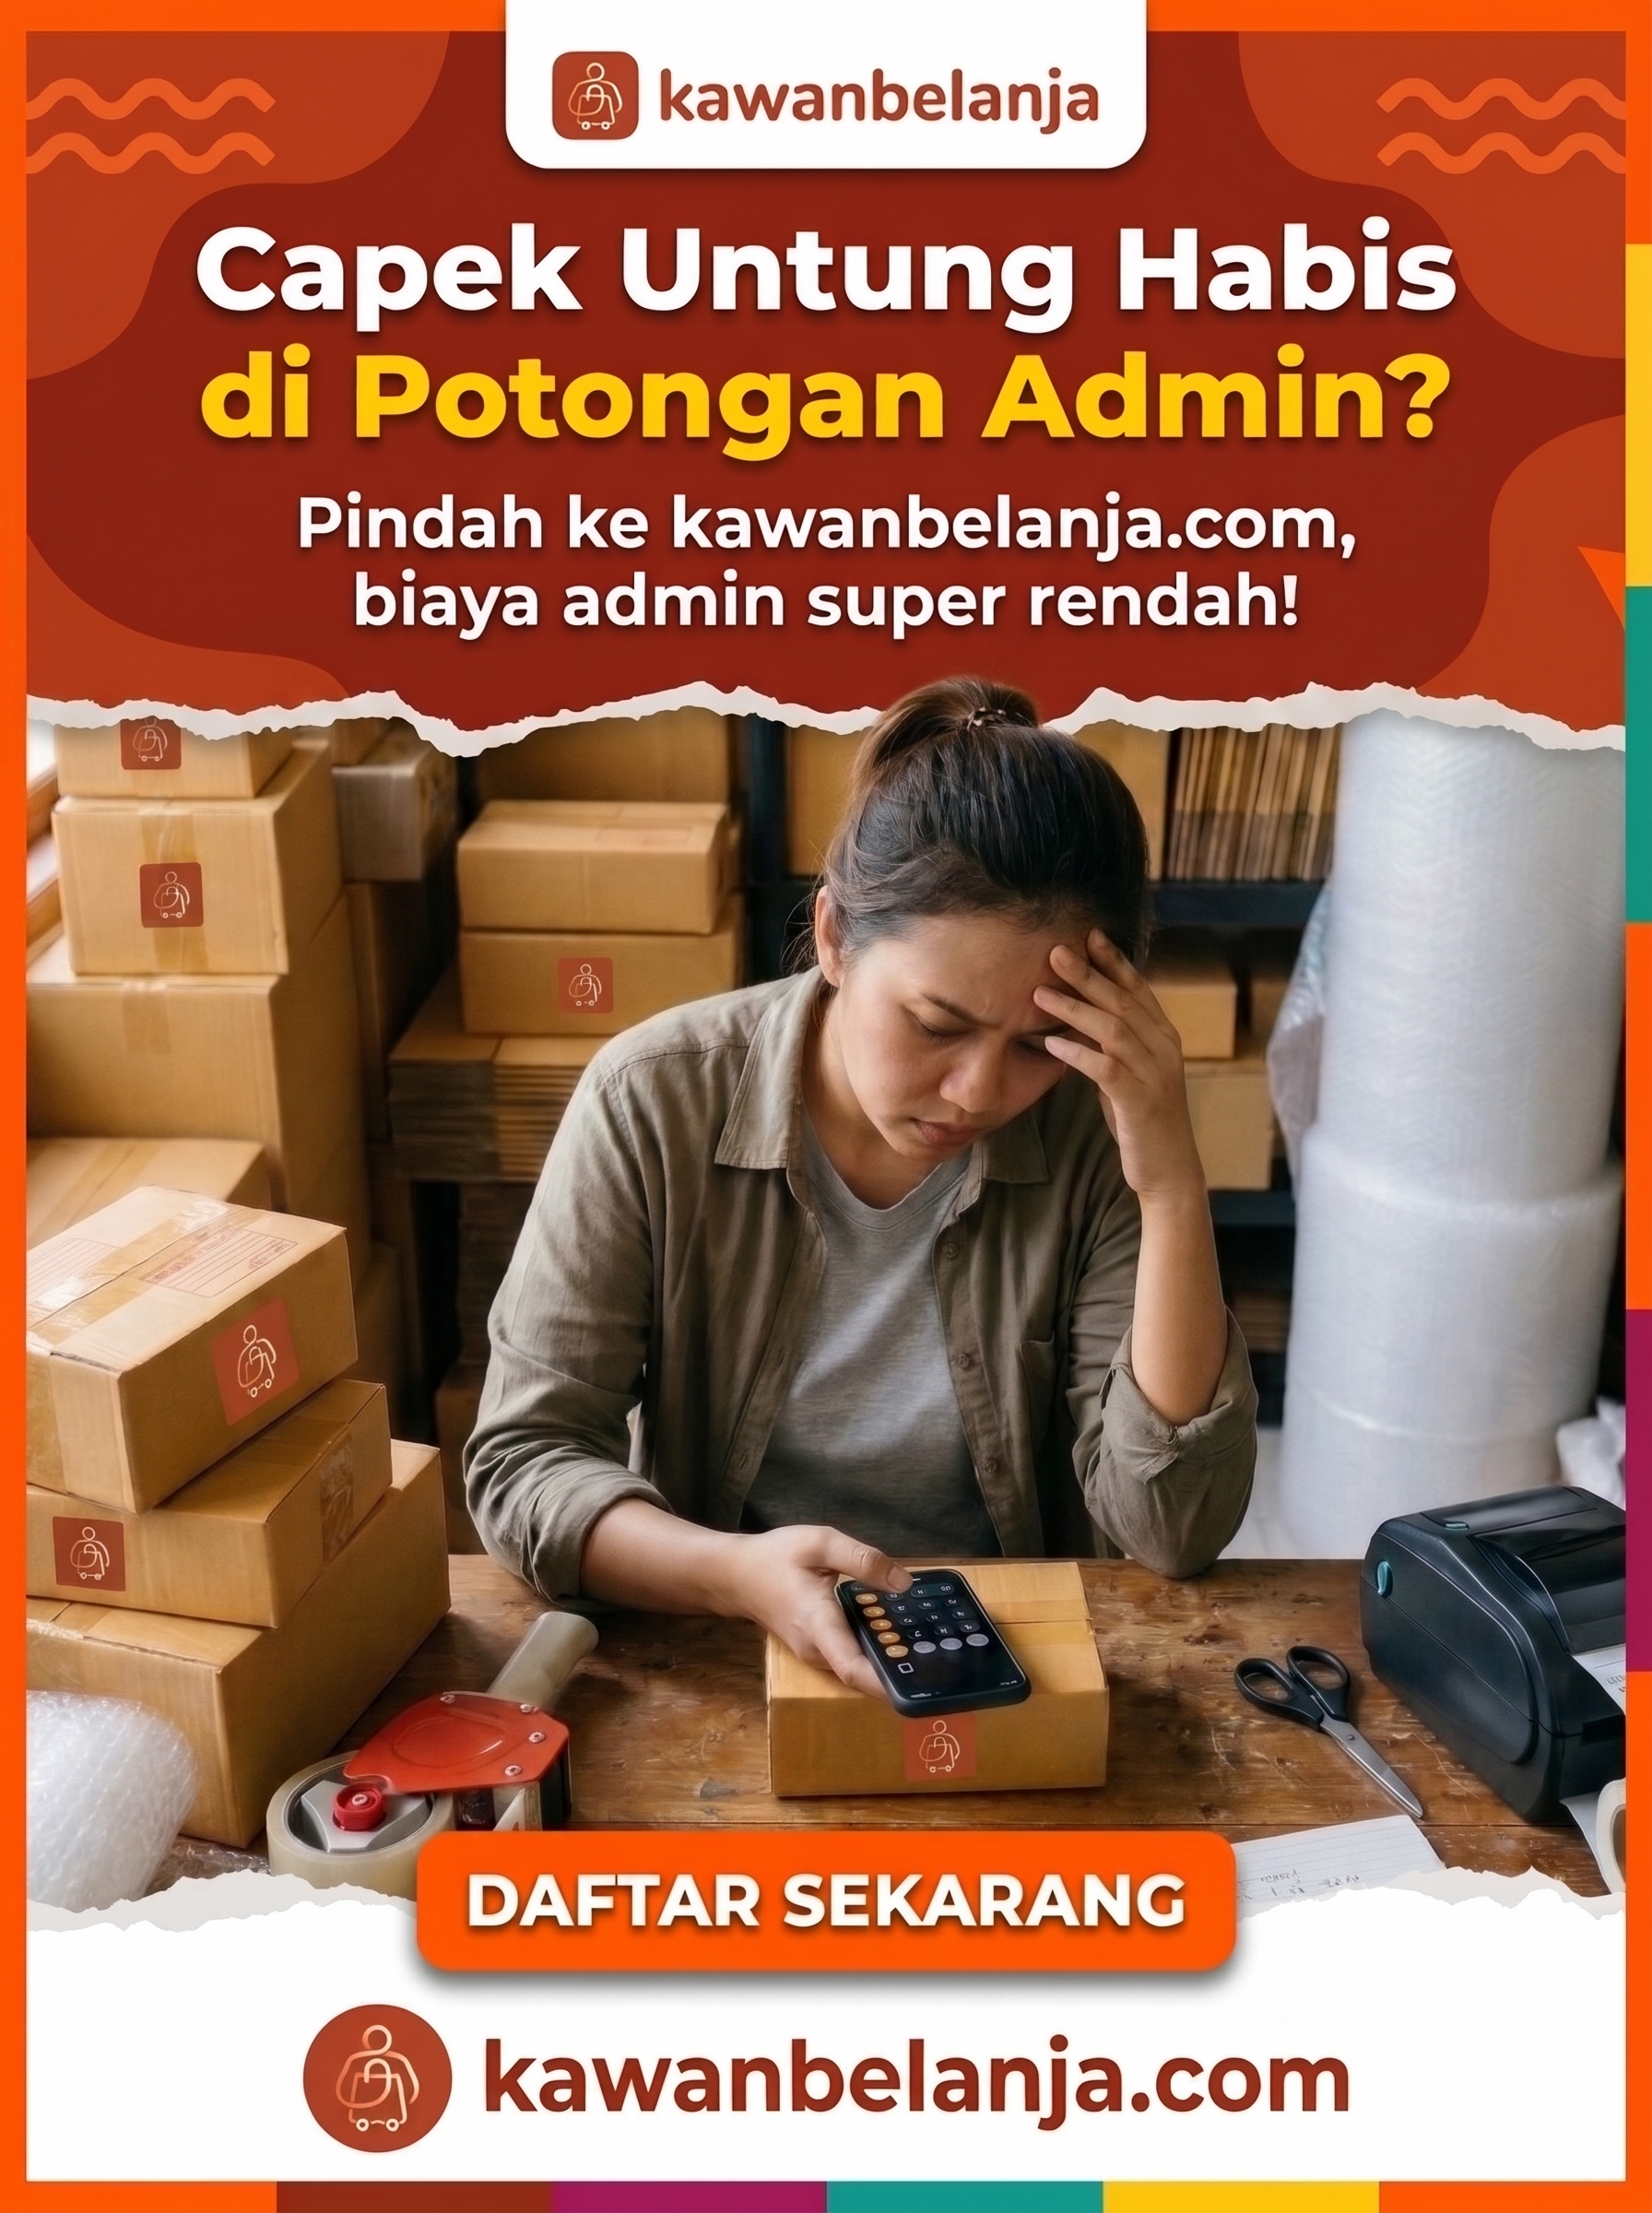 kawanbelanja
Capek Untung Habis
di Potongan Admin?
Pindah ke kawanbelanja.com,
biaya admin super rendah!
DAFTAR SEKARANG
kawanbelanja.com